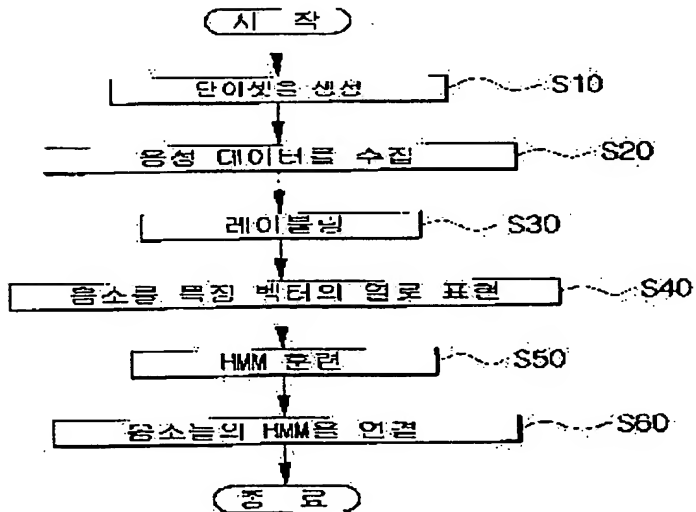 시 작
단어셋을 생성 S10
음성 데이터를 수집 S20
레이블링 S30
음소를 특징 벡터의 열로 표현 S40
HMM 훈련 S50
음소들의 HMM을 연결 S60
종 료